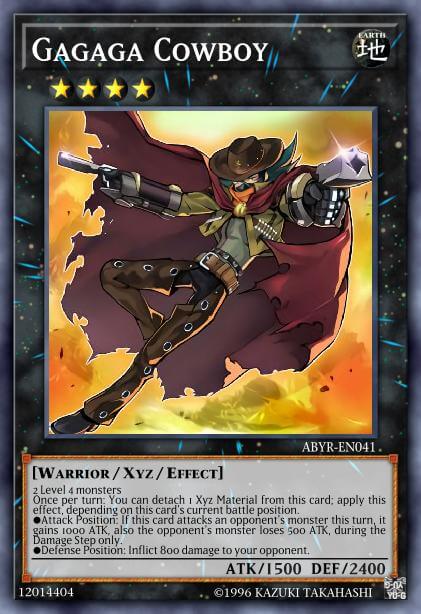 GAGAGA COWBOY
EARTH
地
ABYR-EN041
[WARRIOR / XYZ / EFFECT]
2 Level 4 monsters
Once per turn: You can detach 1 Xyz Material from this card; apply this
effect, depending on this card's current battle position.
●Attack Position: If this card attacks an opponent's monster this turn, it
gains 1000 ATK, also the opponent's monster loses 500 ATK, during the
Damage Step only.
●Defense Position: Inflict 800 damage to your opponent.
ATK/1500 DEF/2400
12014404
©1996 KAZUKI TAKAHASHI